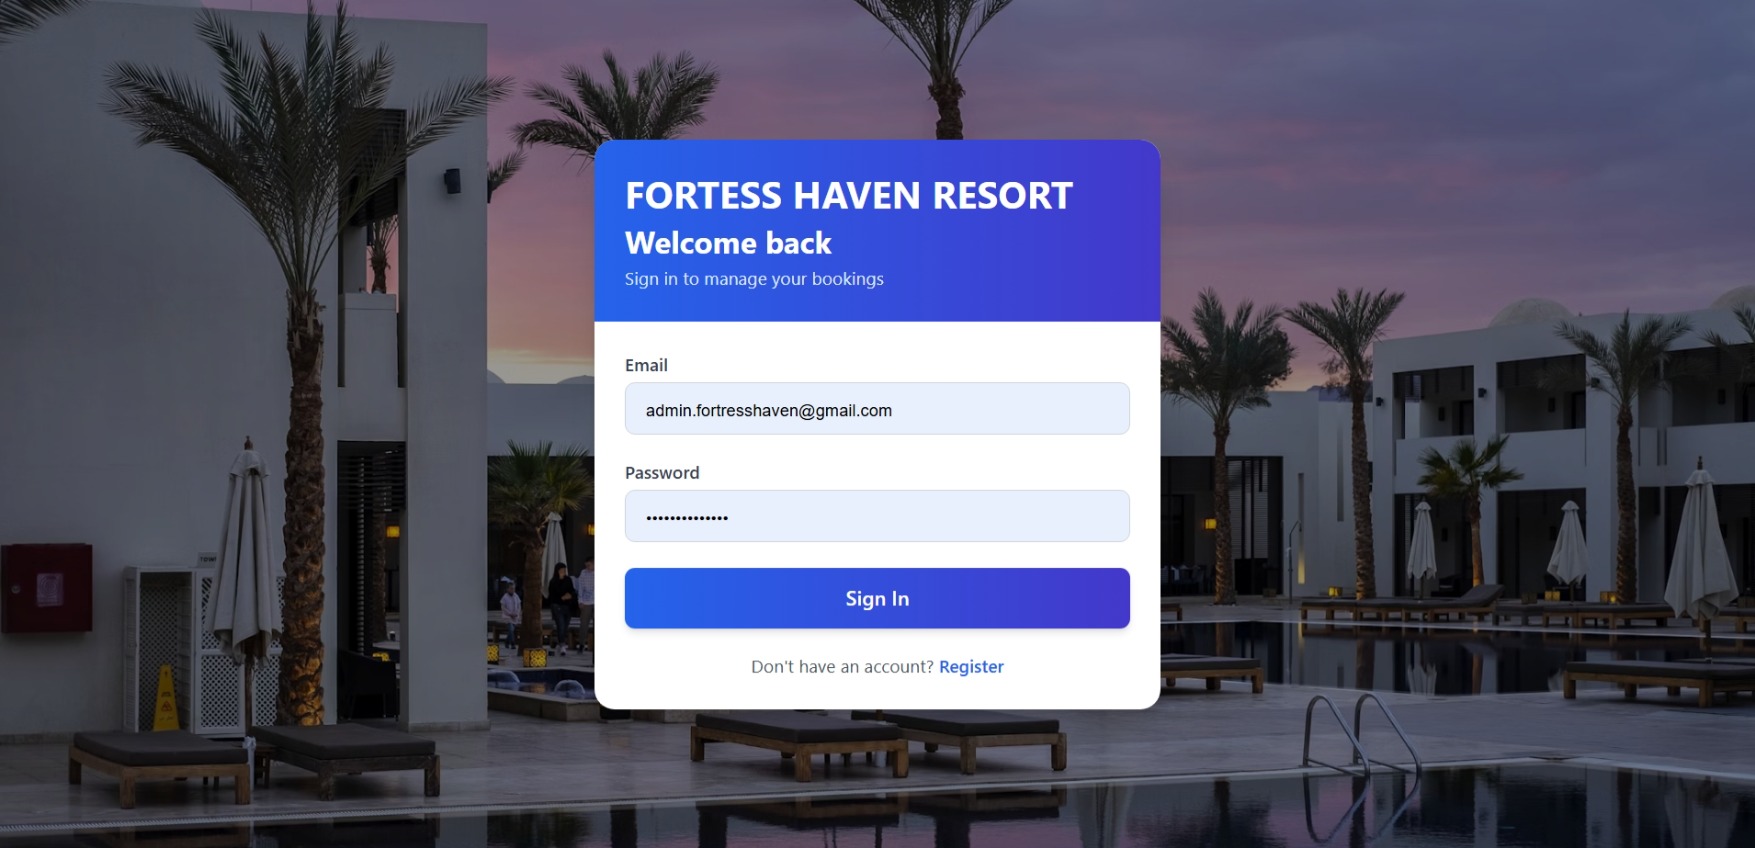 FORTESS HAVEN RESORT
Welcome back
Sign in to manage your bookings
Email
admin.fortresshaven@gmail.com
Password
••••••••••••••
Sign In
Don't have an account? Register